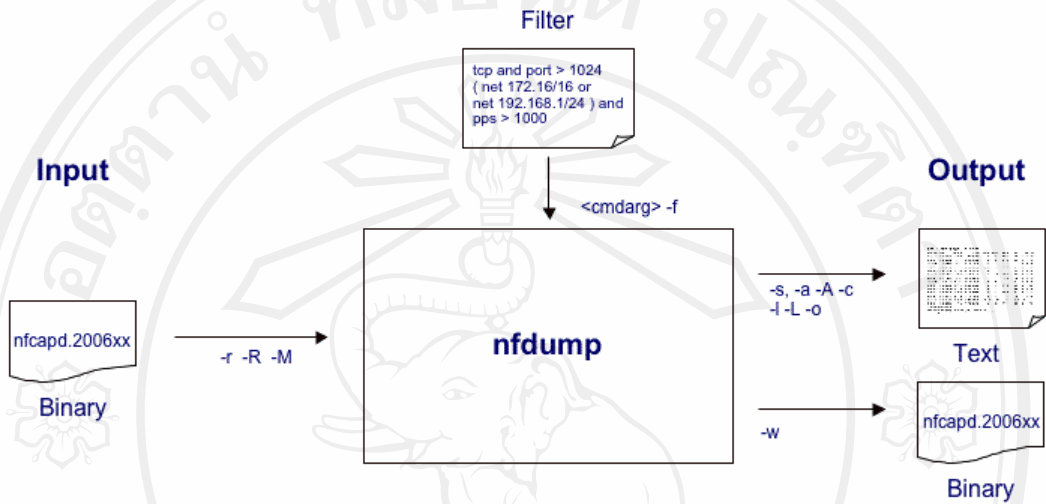 Filter
tcp and port > 1024
( net 172.16/16 or
net 192.168.1/24 ) and
pps > 1000
Input
Output
<cmdarg> -f
nfcapd.2006xx
-r -R -M
Binary
nfdump
-s, -a -A -c
-l -L -o
Text
-w
nfcapd.2006xx
Binary